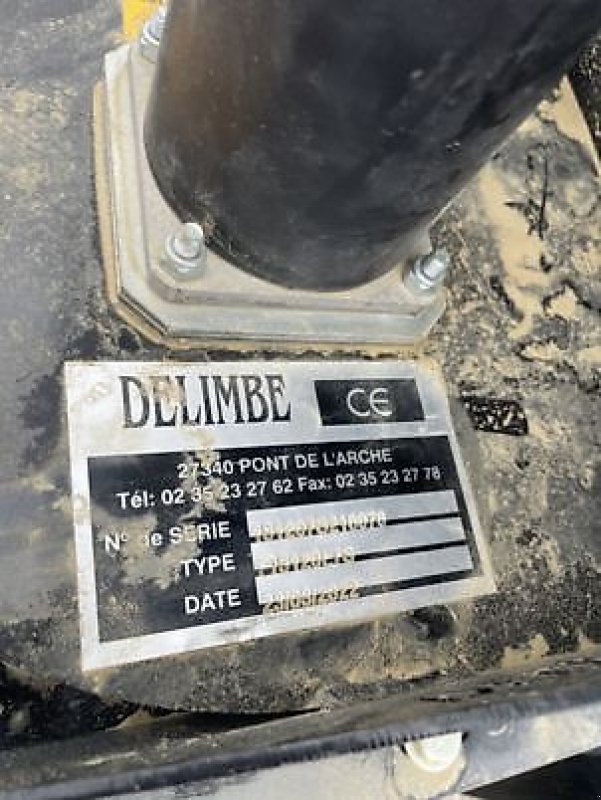 DELIMBE CE
27340 PONT DE L'ARCHE
Tél: 02 35 23 27 62 Fax: 02 35 23 27 78
N° de SERIE
TYPE
DATE